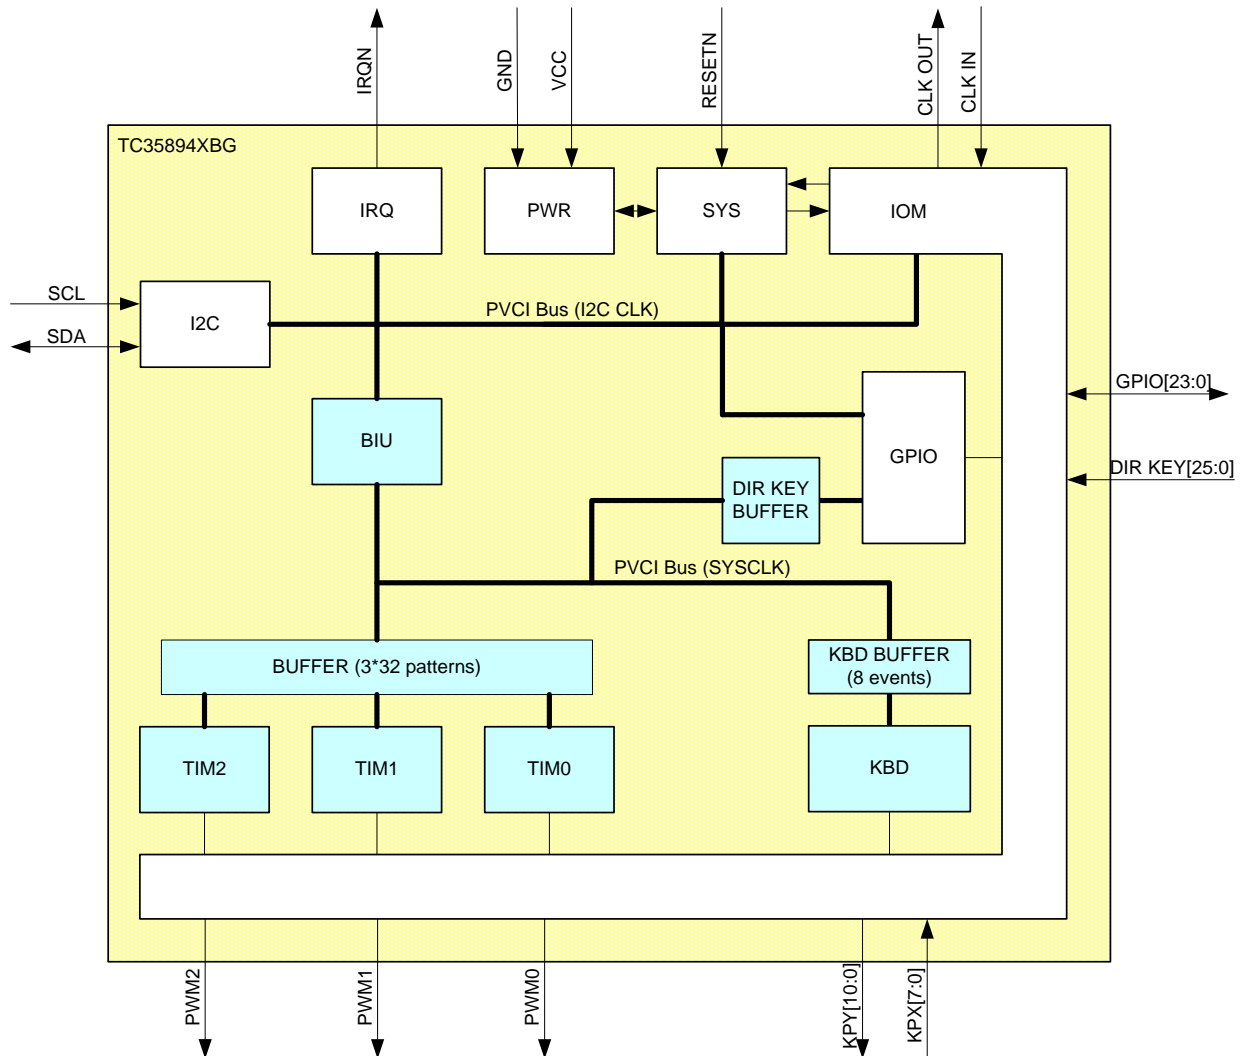 IRQN
GND
VCC
RESETN
CLK OUT
CLK IN
TC35894XBG
IRQ
PWR
SYS
IOM
SCL
SDA
I2C
PVCI Bus (I2C CLK)
GPIO[23:0]
DIR KEY[25:0]
BIU
GPIO
DIR KEY
BUFFER
PVCI Bus (SYSCLK)
BUFFER (3*32 patterns)
KBD BUFFER
(8 events)
TIM2
TIM1
TIM0
KBD
PWM2
PWM1
PWM0
KPY[10:0]
KPX[7:0]